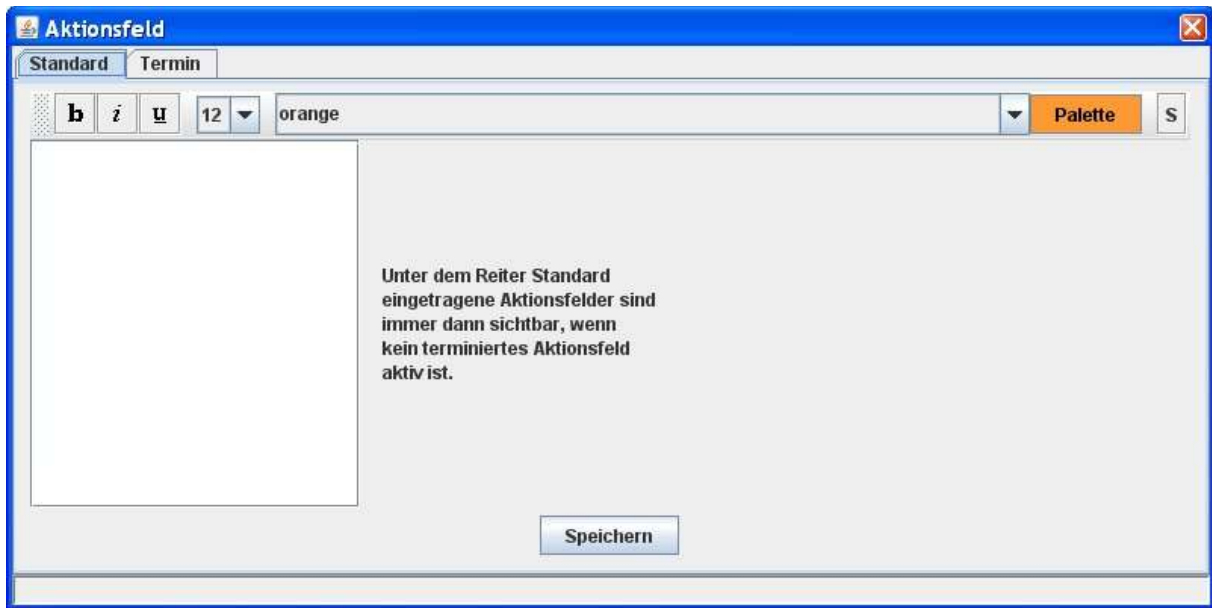 Aktionsfeld
Standard Termin
b i u 12 orange Palette S
Unter dem Reiter Standard
eingetragene Aktionsfelder sind
immer dann sichtbar, wenn
kein terminiertes Aktionsfeld
aktiv ist.
Speichern